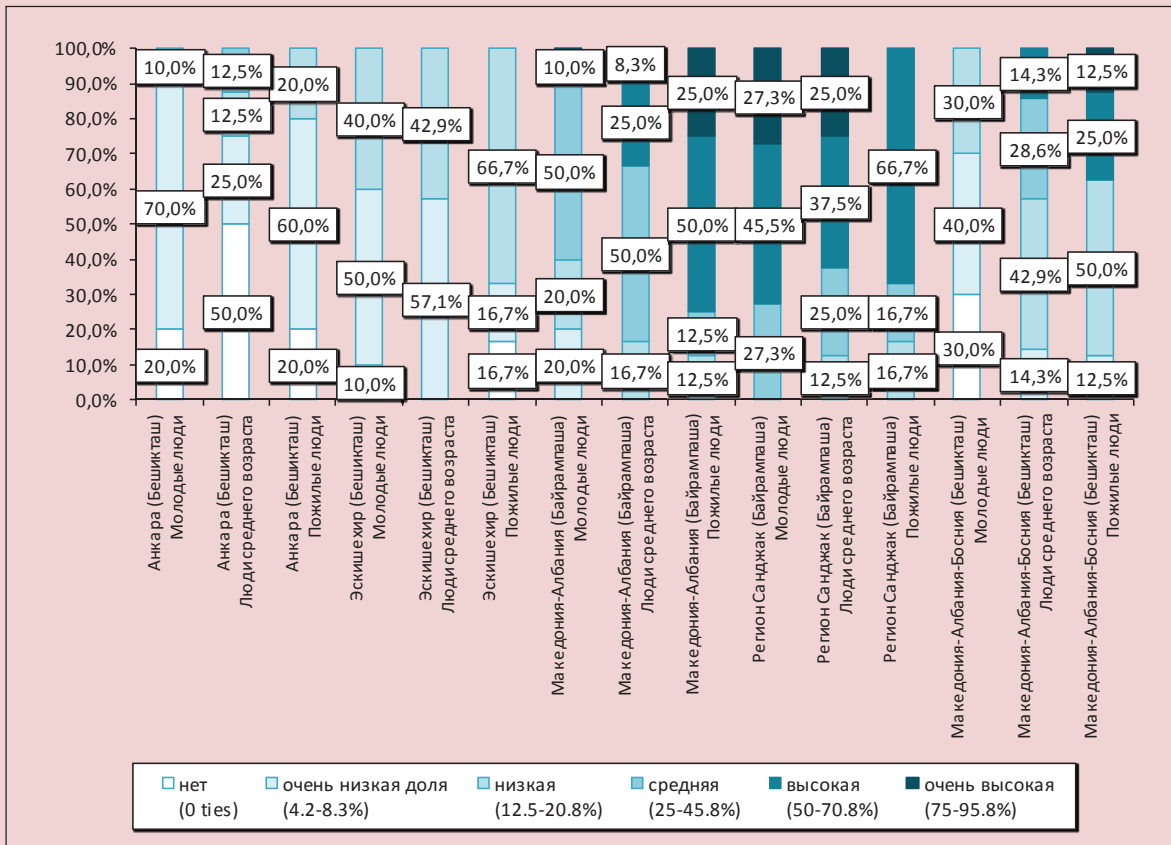 100,0%
90,0%
80,0%
70,0%
60,0%
50,0%
40,0%
30,0%
20,0%
10,0%
0,0%
10,0%
70,0%
20,0%
12,5%
12,5%
25,0%
50,0%
20,0%
60,0%
20,0%
40,0%
50,0%
10,0%
42,9%
57,1%
66,7%
16,7%
16,7%
10,0%
50,0%
20,0%
20,0%
8,3%
25,0%
50,0%
16,7%
25,0%
50,0%
12,5%
12,5%
27,3%
45,5%
27,3%
25,0%
37,5%
25,0%
12,5%
66,7%
16,7%
16,7%
30,0%
40,0%
30,0%
14,3%
28,6%
42,9%
14,3%
12,5%
25,0%
50,0%
12,5%
Анкара (Бешикташ)
Молодые люди
Анкара (Бешикташ)
Люди среднего возраста
Анкара (Бешикташ)
Пожилые люди
Эскишехир (Бешикташ)
Молодые люди
Эскишехир (Бешикташ)
Люди среднего возраста
Эскишехир (Бешикташ)
Пожилые люди
Македония-Албания (Байрампаша)
Молодые люди
Македония-Албания (Байрампаша)
Люди среднего возраста
Македония-Албания (Байрампаша)
Пожилые люди
Регион Санджак (Байрампаша)
Молодые люди
Регион Санджак (Байрампаша)
Люди среднего возраста
Регион Санджак (Байрампаша)
Пожилые люди
Македония-Албания-Босния (Бешикташ)
Молодые люди
Македония-Албания-Босния (Бешикташ)
Люди среднего возраста
Македония-Албания-Босния (Бешикташ)
Пожилые люди
нет
(0 ties)
очень низкая доля
(4.2-8.3%)
низкая
(12.5-20.8%)
средняя
(25-45.8%)
высокая
(50-70.8%)
очень высокая
(75-95.8%)